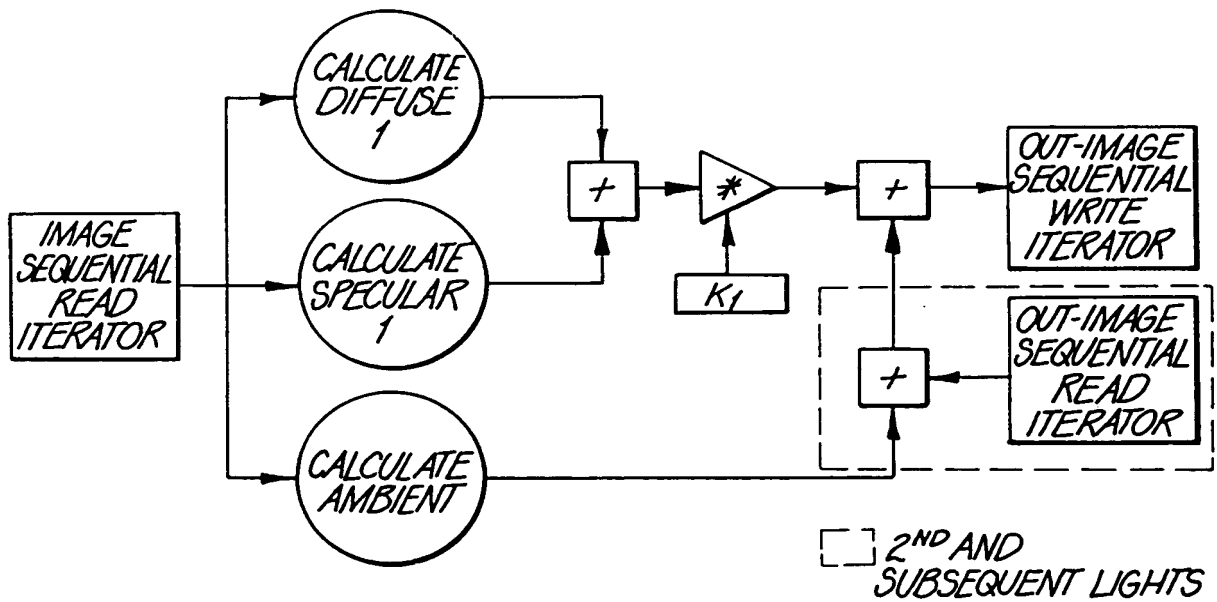 IMAGE
SEQUENTIAL
READ
ITERATOR
CALCULATE
DIFFUSE
1
CALCULATE
SPECULAR
1
CALCULATE
AMBIENT
+
*
K1
+
OUT-IMAGE
SEQUENTIAL
WRITE
ITERATOR
+
OUT-IMAGE
SEQUENTIAL
READ
ITERATOR
2ND AND
SUBSEQUENT LIGHTS